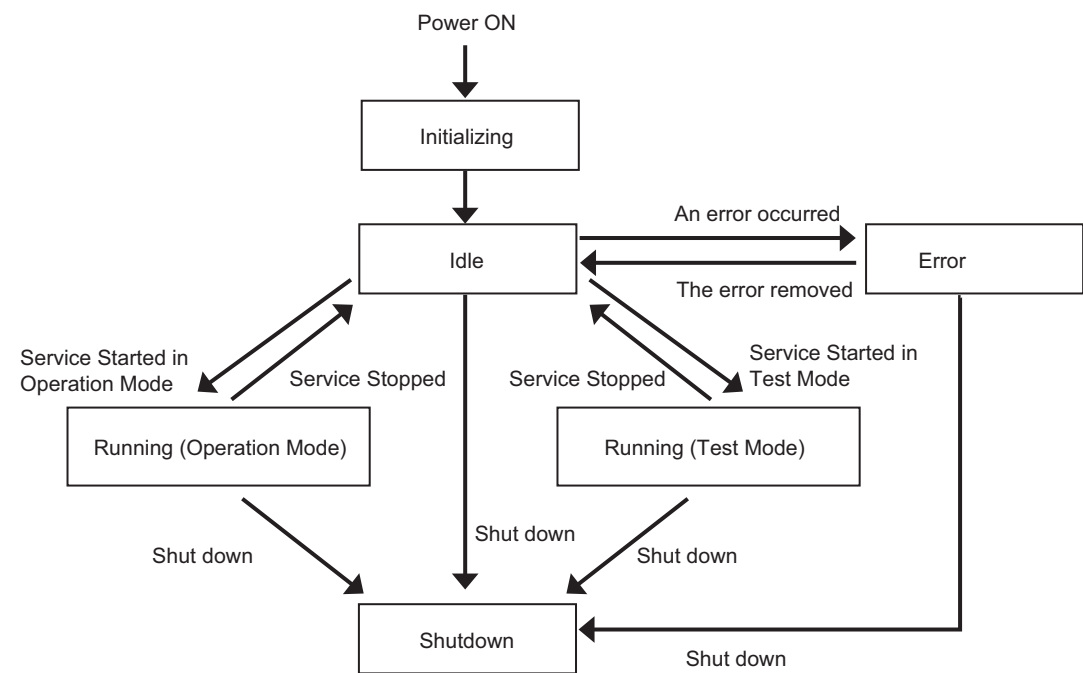 Power ON
Initializing
An error occurred
Idle
Error
The error removed
Service Started in
Operation Mode
Service Stopped
Service Stopped
Service Started in
Test Mode
Running (Operation Mode)
Running (Test Mode)
Shut down
Shut down
Shut down
Shutdown
Shut down